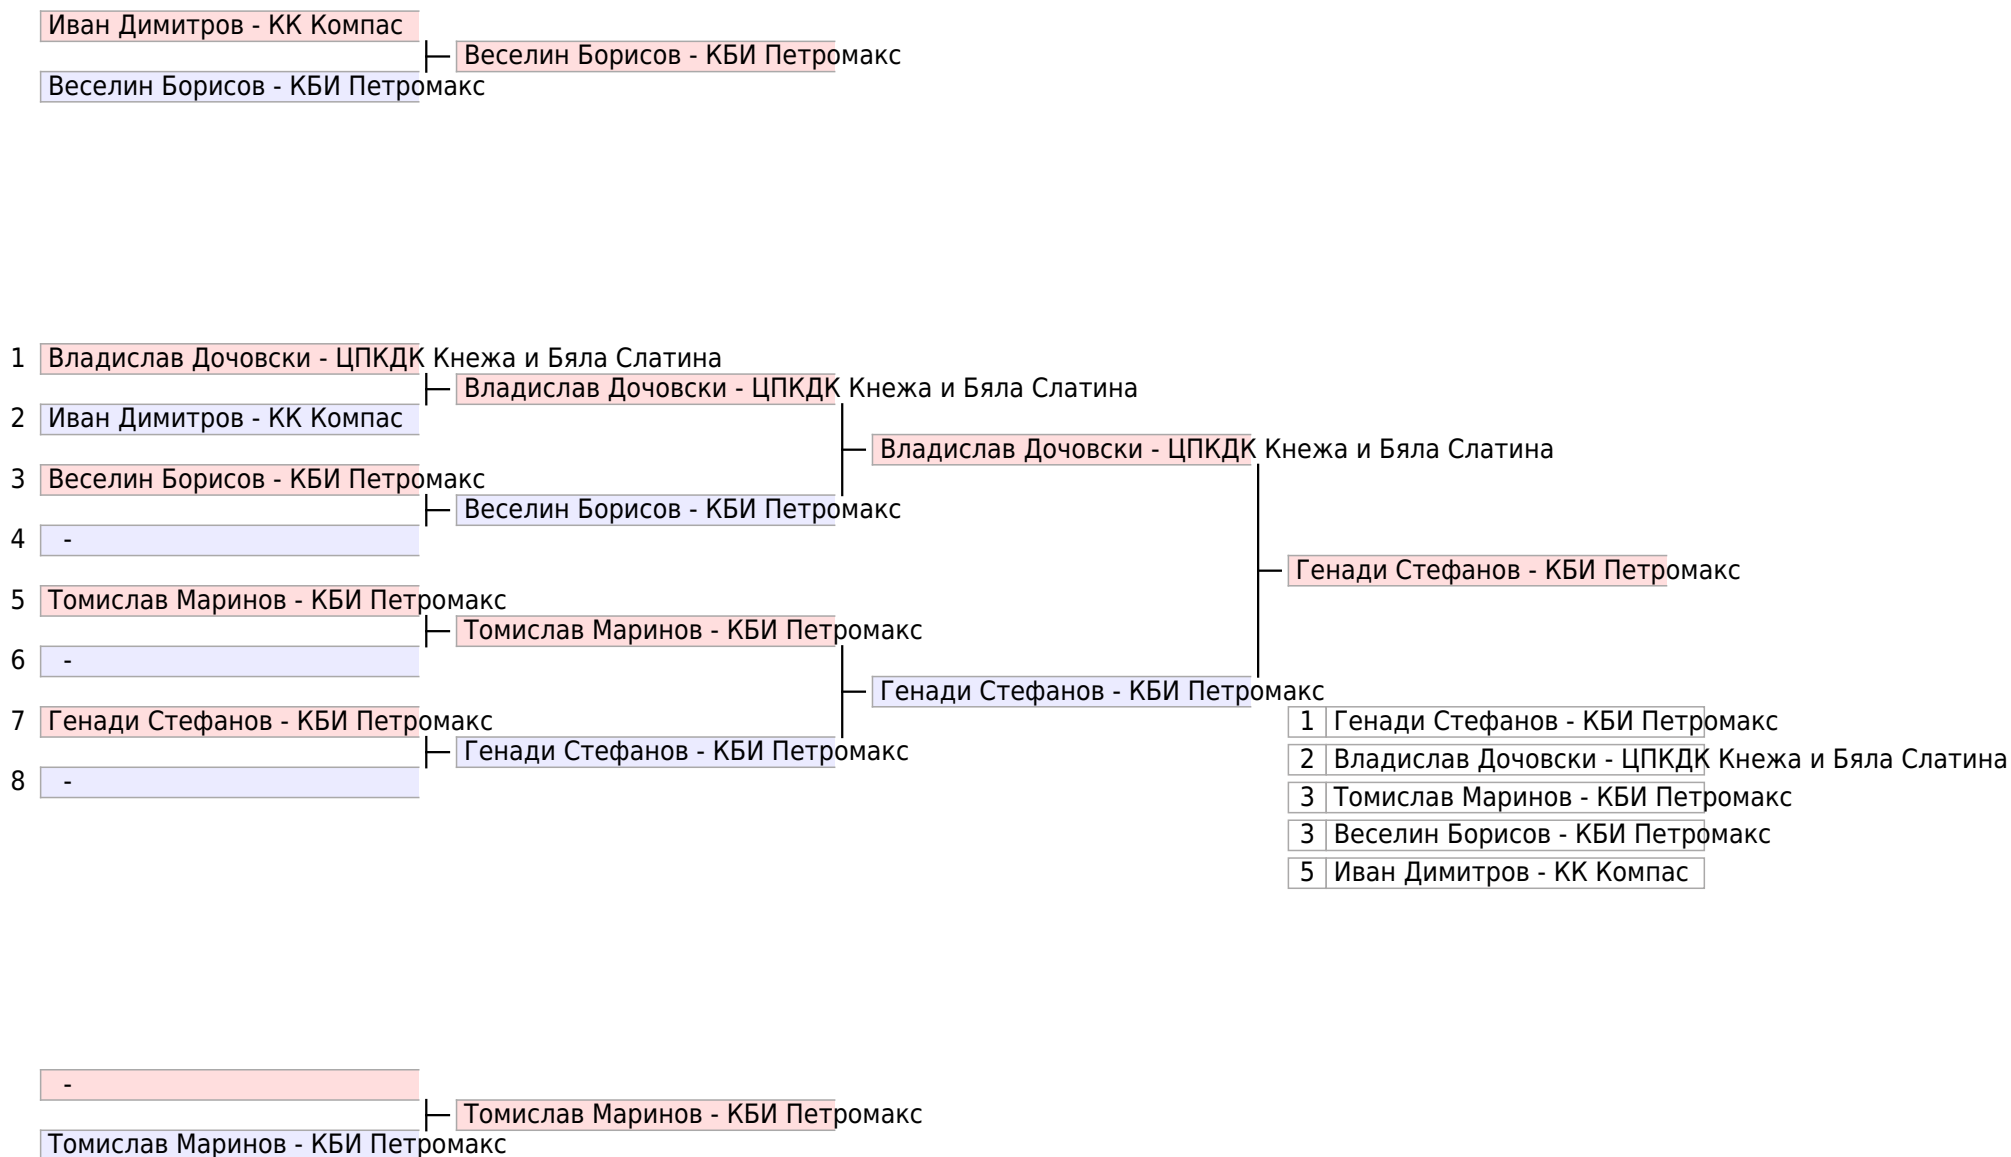 Иван Димитров - КК Компас
Веселин Борисов - КБИ Петромакс
Веселин Борисов - КБИ Петромакс
1 Владислав Дочовски - ЦПКДК Кнежа и Бяла Слатина
Владислав Дочовски - ЦПКДК Кнежа и Бяла Слатина
2 Иван Димитров - КК Компас
Владислав Дочовски - ЦПКДК Кнежа и Бяла Слатина
3 Веселин Борисов - КБИ Петромакс
Веселин Борисов - КБИ Петромакс
4 -
Генади Стефанов - КБИ Петромакс
5 Томислав Маринов - КБИ Петромакс
Томислав Маринов - КБИ Петромакс
6 -
Генади Стефанов - КБИ Петромакс
7 Генади Стефанов - КБИ Петромакс
Генади Стефанов - КБИ Петромакс
8 -
1 Генади Стефанов - КБИ Петромакс
2 Владислав Дочовски - ЦПКДК Кнежа и Бяла Слатина
3 Томислав Маринов - КБИ Петромакс
3 Веселин Борисов - КБИ Петромакс
5 Иван Димитров - КК Компас
-
Томислав Маринов - КБИ Петромакс
Томислав Маринов - КБИ Петромакс